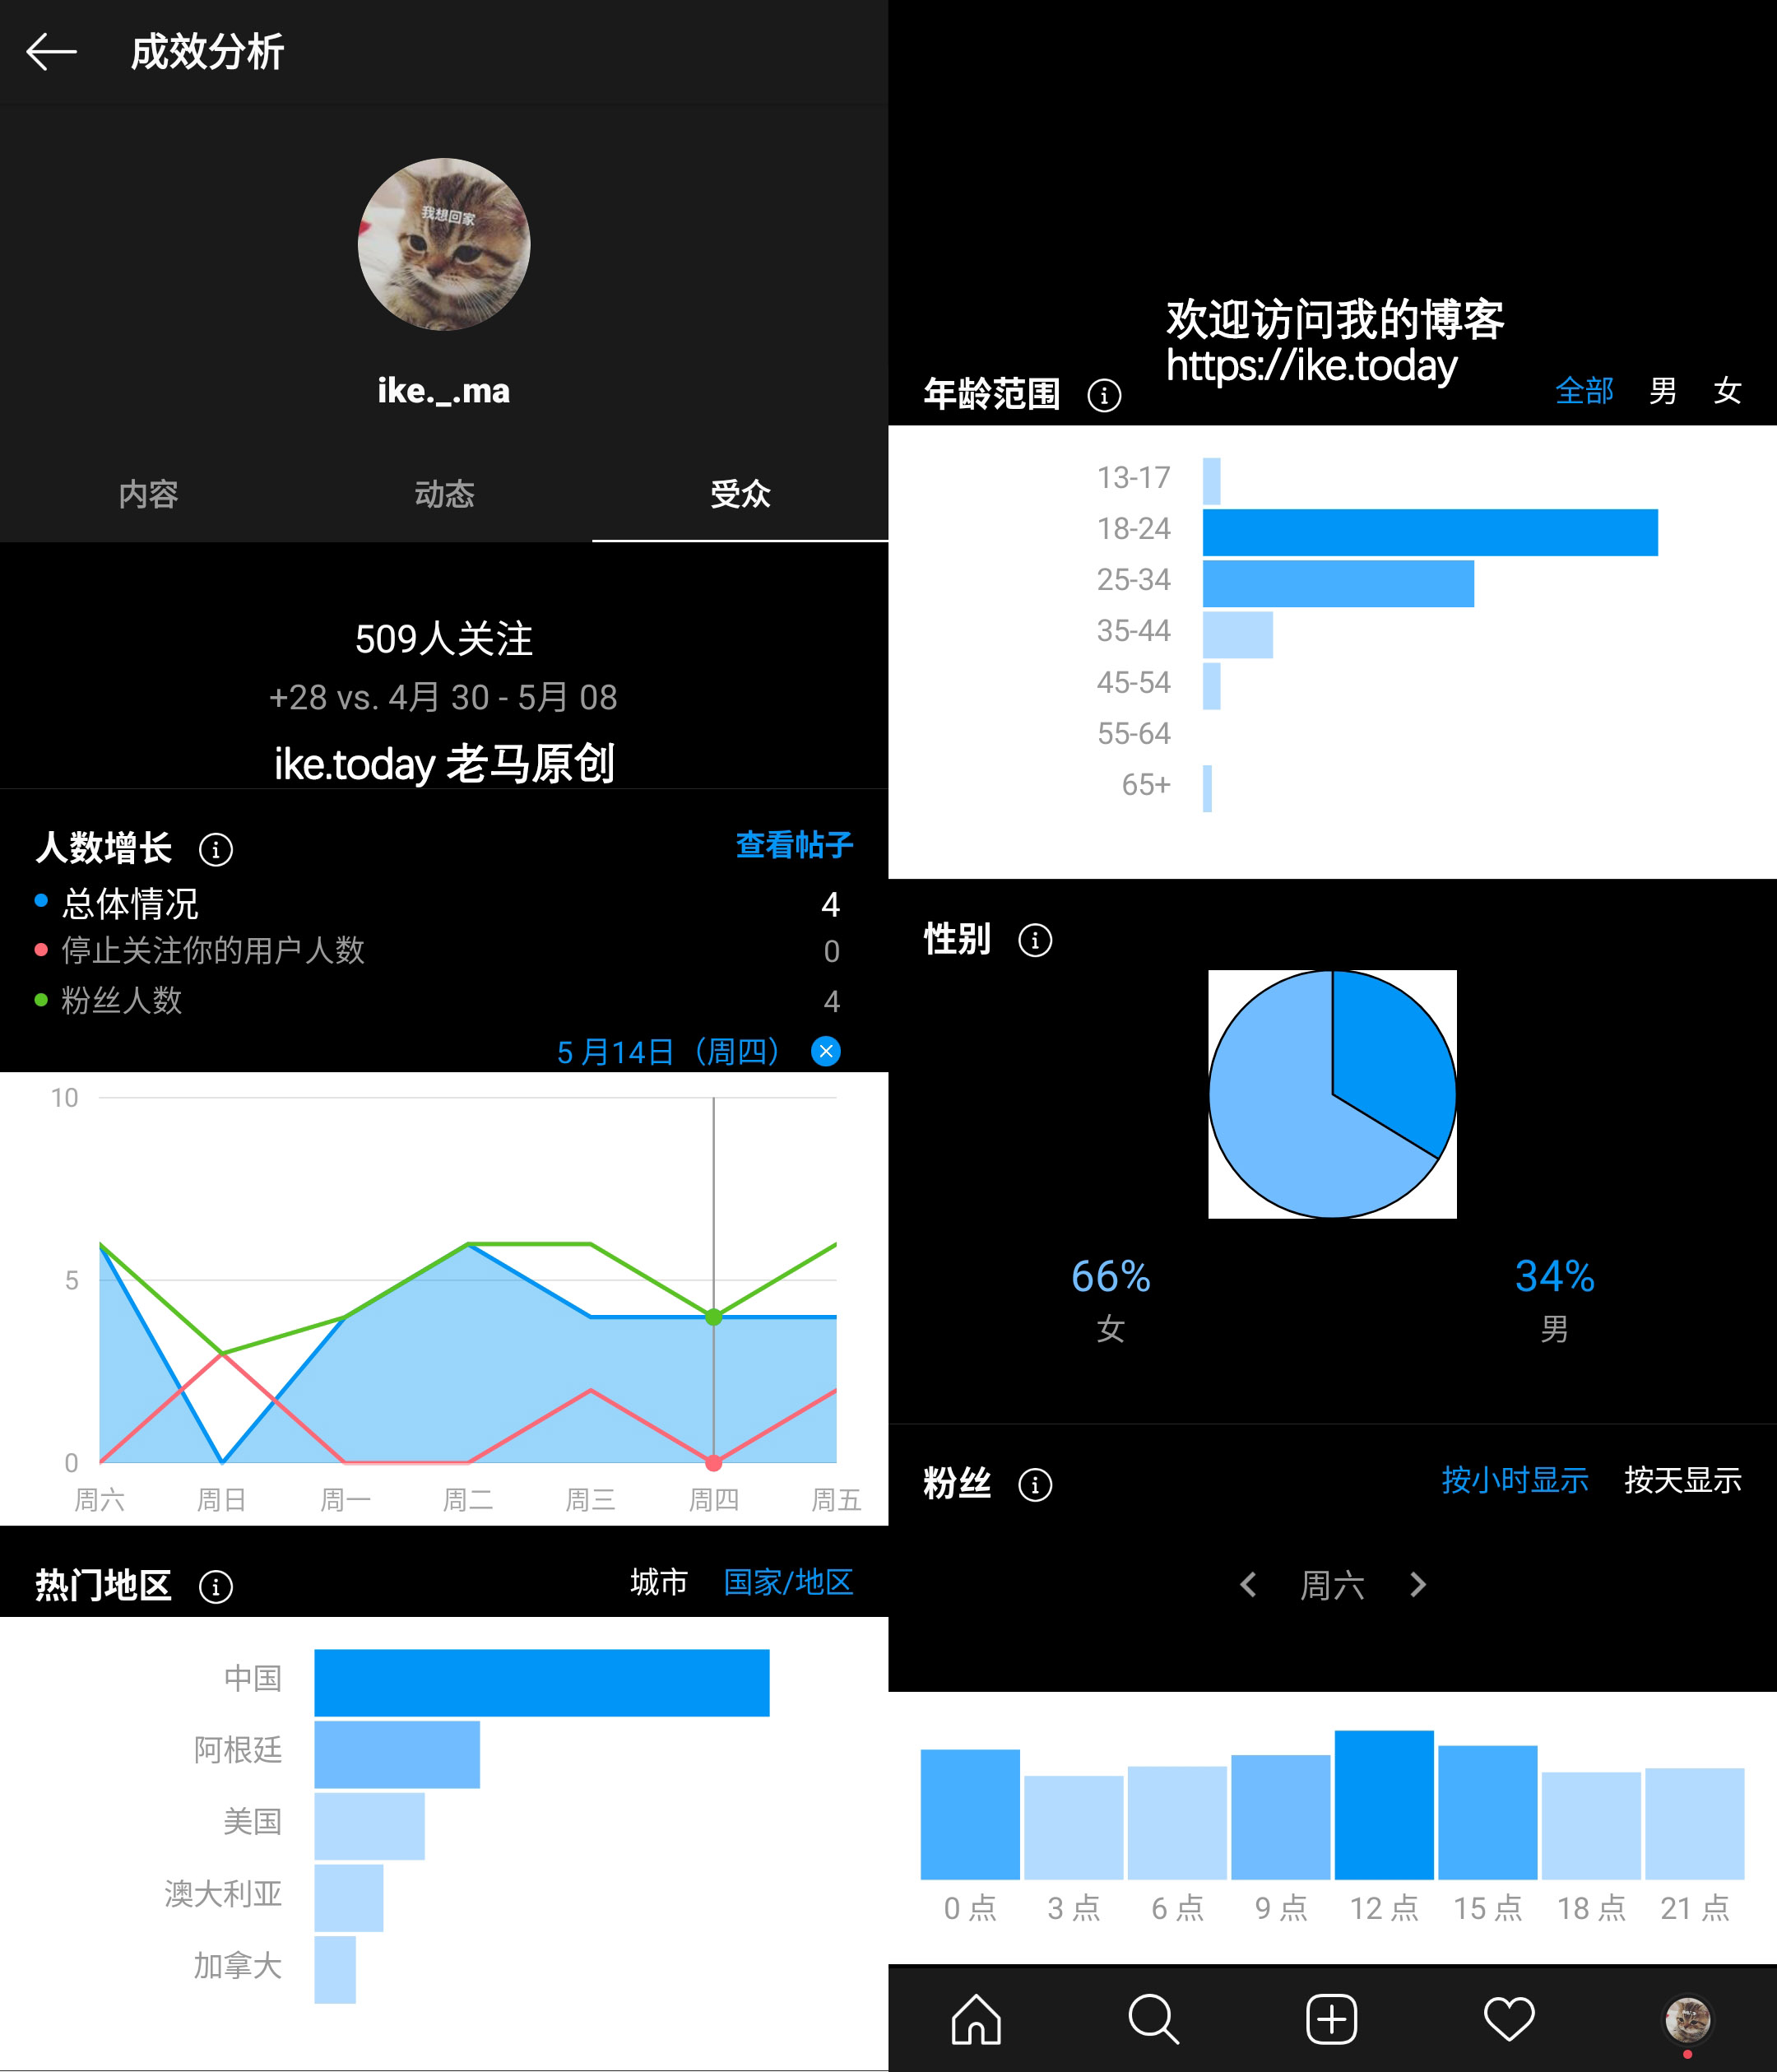 成效分析
我想回家
ike._.ma
内容 动态 受众
509人关注
+28 vs. 4月 30 - 5月 08
ike.today 老马原创
人数增长 查看帖子
总体情况 4
停止关注你的用户人数 0
粉丝人数 4
5 月14日（周四）
10
5
0
周六 周日 周一 周二 周三 周四 周五
热门地区 城市 国家/地区
中国
阿根廷
美国
澳大利亚
加拿大
欢迎访问我的博客
https://ike.today
年龄范围 全部 男 女
13-17
18-24
25-34
35-44
45-54
55-64
65+
性别
66% 34%
女 男
粉丝 按小时显示 按天显示
周六
0 点 3 点 6 点 9 点 12 点 15 点 18 点 21 点